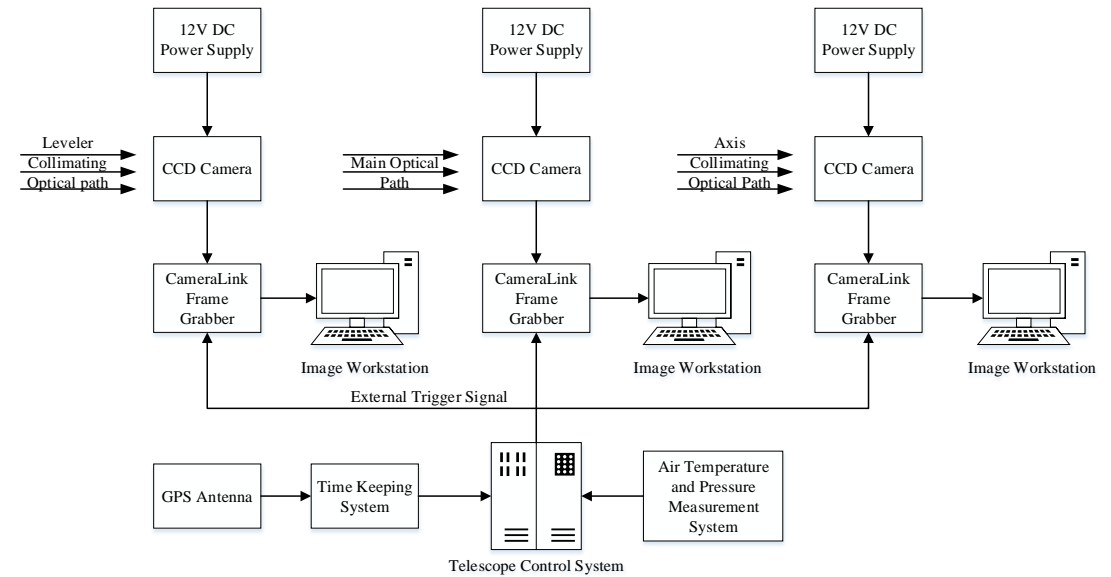 12V DC
Power Supply
12V DC
Power Supply
12V DC
Power Supply
Leveler
Collimating
Optical path
CCD Camera
Main Optical
Path
CCD Camera
Axis
Collimating
Optical Path
CCD Camera
CameraLink
Frame
Grabber
Image Workstation
CameraLink
Frame
Grabber
Image Workstation
CameraLink
Frame
Grabber
Image Workstation
External Trigger Signal
GPS Antenna
Time Keeping
System
Telescope Control System
Air Temperature
and Pressure
Measurement
System